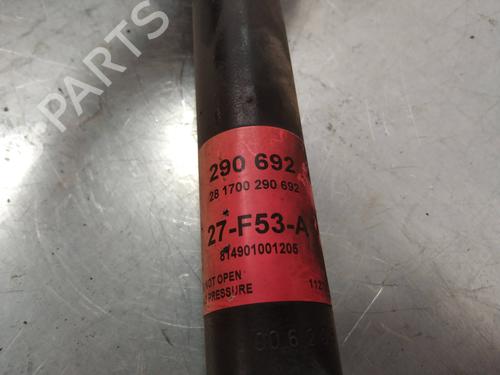 PARTS
290 692
28 1700 290 692
27-F53-A
814901001205
NOT OPEN
PRESSURE